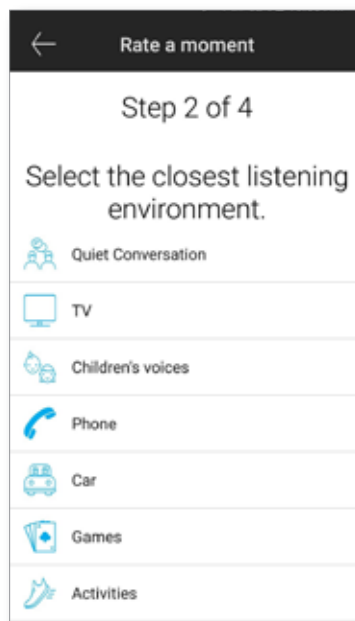 Rate a moment
Step 2 of 4
Select the closest listening
environment.
Quiet Conversation
TV
Children's voices
Phone
Car
Games
Activities